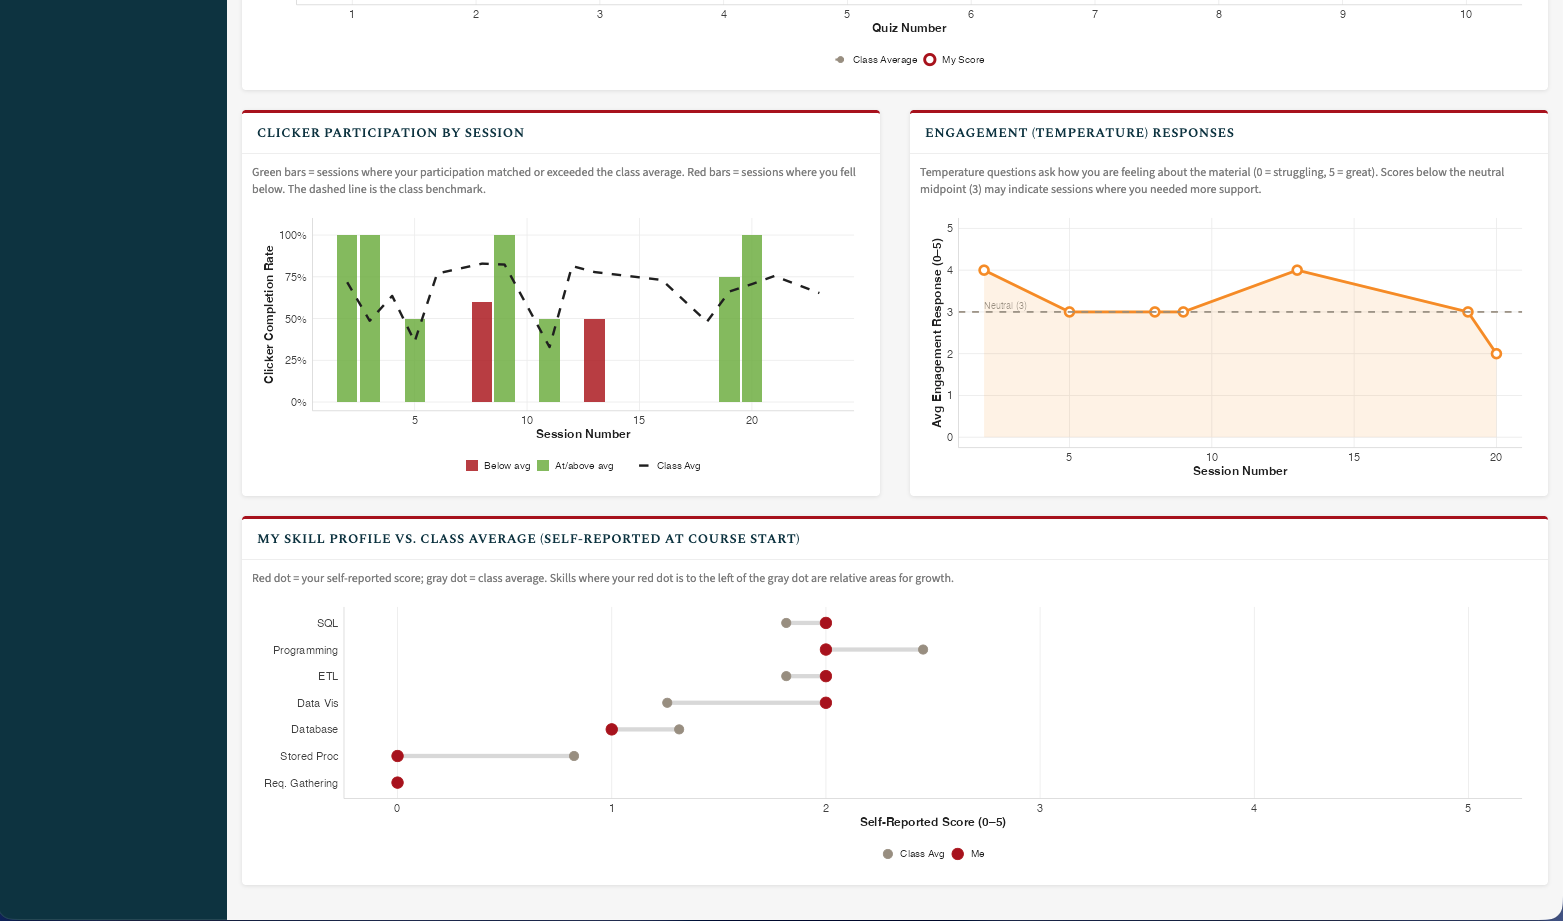 1 2 3 4 5 6 7 8 9 10
Quiz Number
Class Average My Score
CLICKER PARTICIPATION BY SESSION
Green bars = sessions where your participation matched or exceeded the class average. Red bars = sessions where you fell
below. The dashed line is the class benchmark.
100%
75%
50%
25%
0%
Clicker Completion Rate
5 10 15 20
Session Number
Below avg At/above avg Class Avg
ENGAGEMENT (TEMPERATURE) RESPONSES
Temperature questions ask how you are feeling about the material (0 = struggling, 5 = great). Scores below the neutral
midpoint (3) may indicate sessions where you needed more support.
5
4
Neutral (3)
3
2
1
0
Avg Engagement Response (0–5)
5 10 15 20
Session Number
MY SKILL PROFILE VS. CLASS AVERAGE (SELF-REPORTED AT COURSE START)
Red dot = your self-reported score; gray dot = class average. Skills where your red dot is to the left of the gray dot are relative areas for growth.
SQL
Programming
ETL
Data Vis
Database
Stored Proc
Req. Gathering
0 1 2 3 4 5
Self-Reported Score (0–5)
Class Avg Me